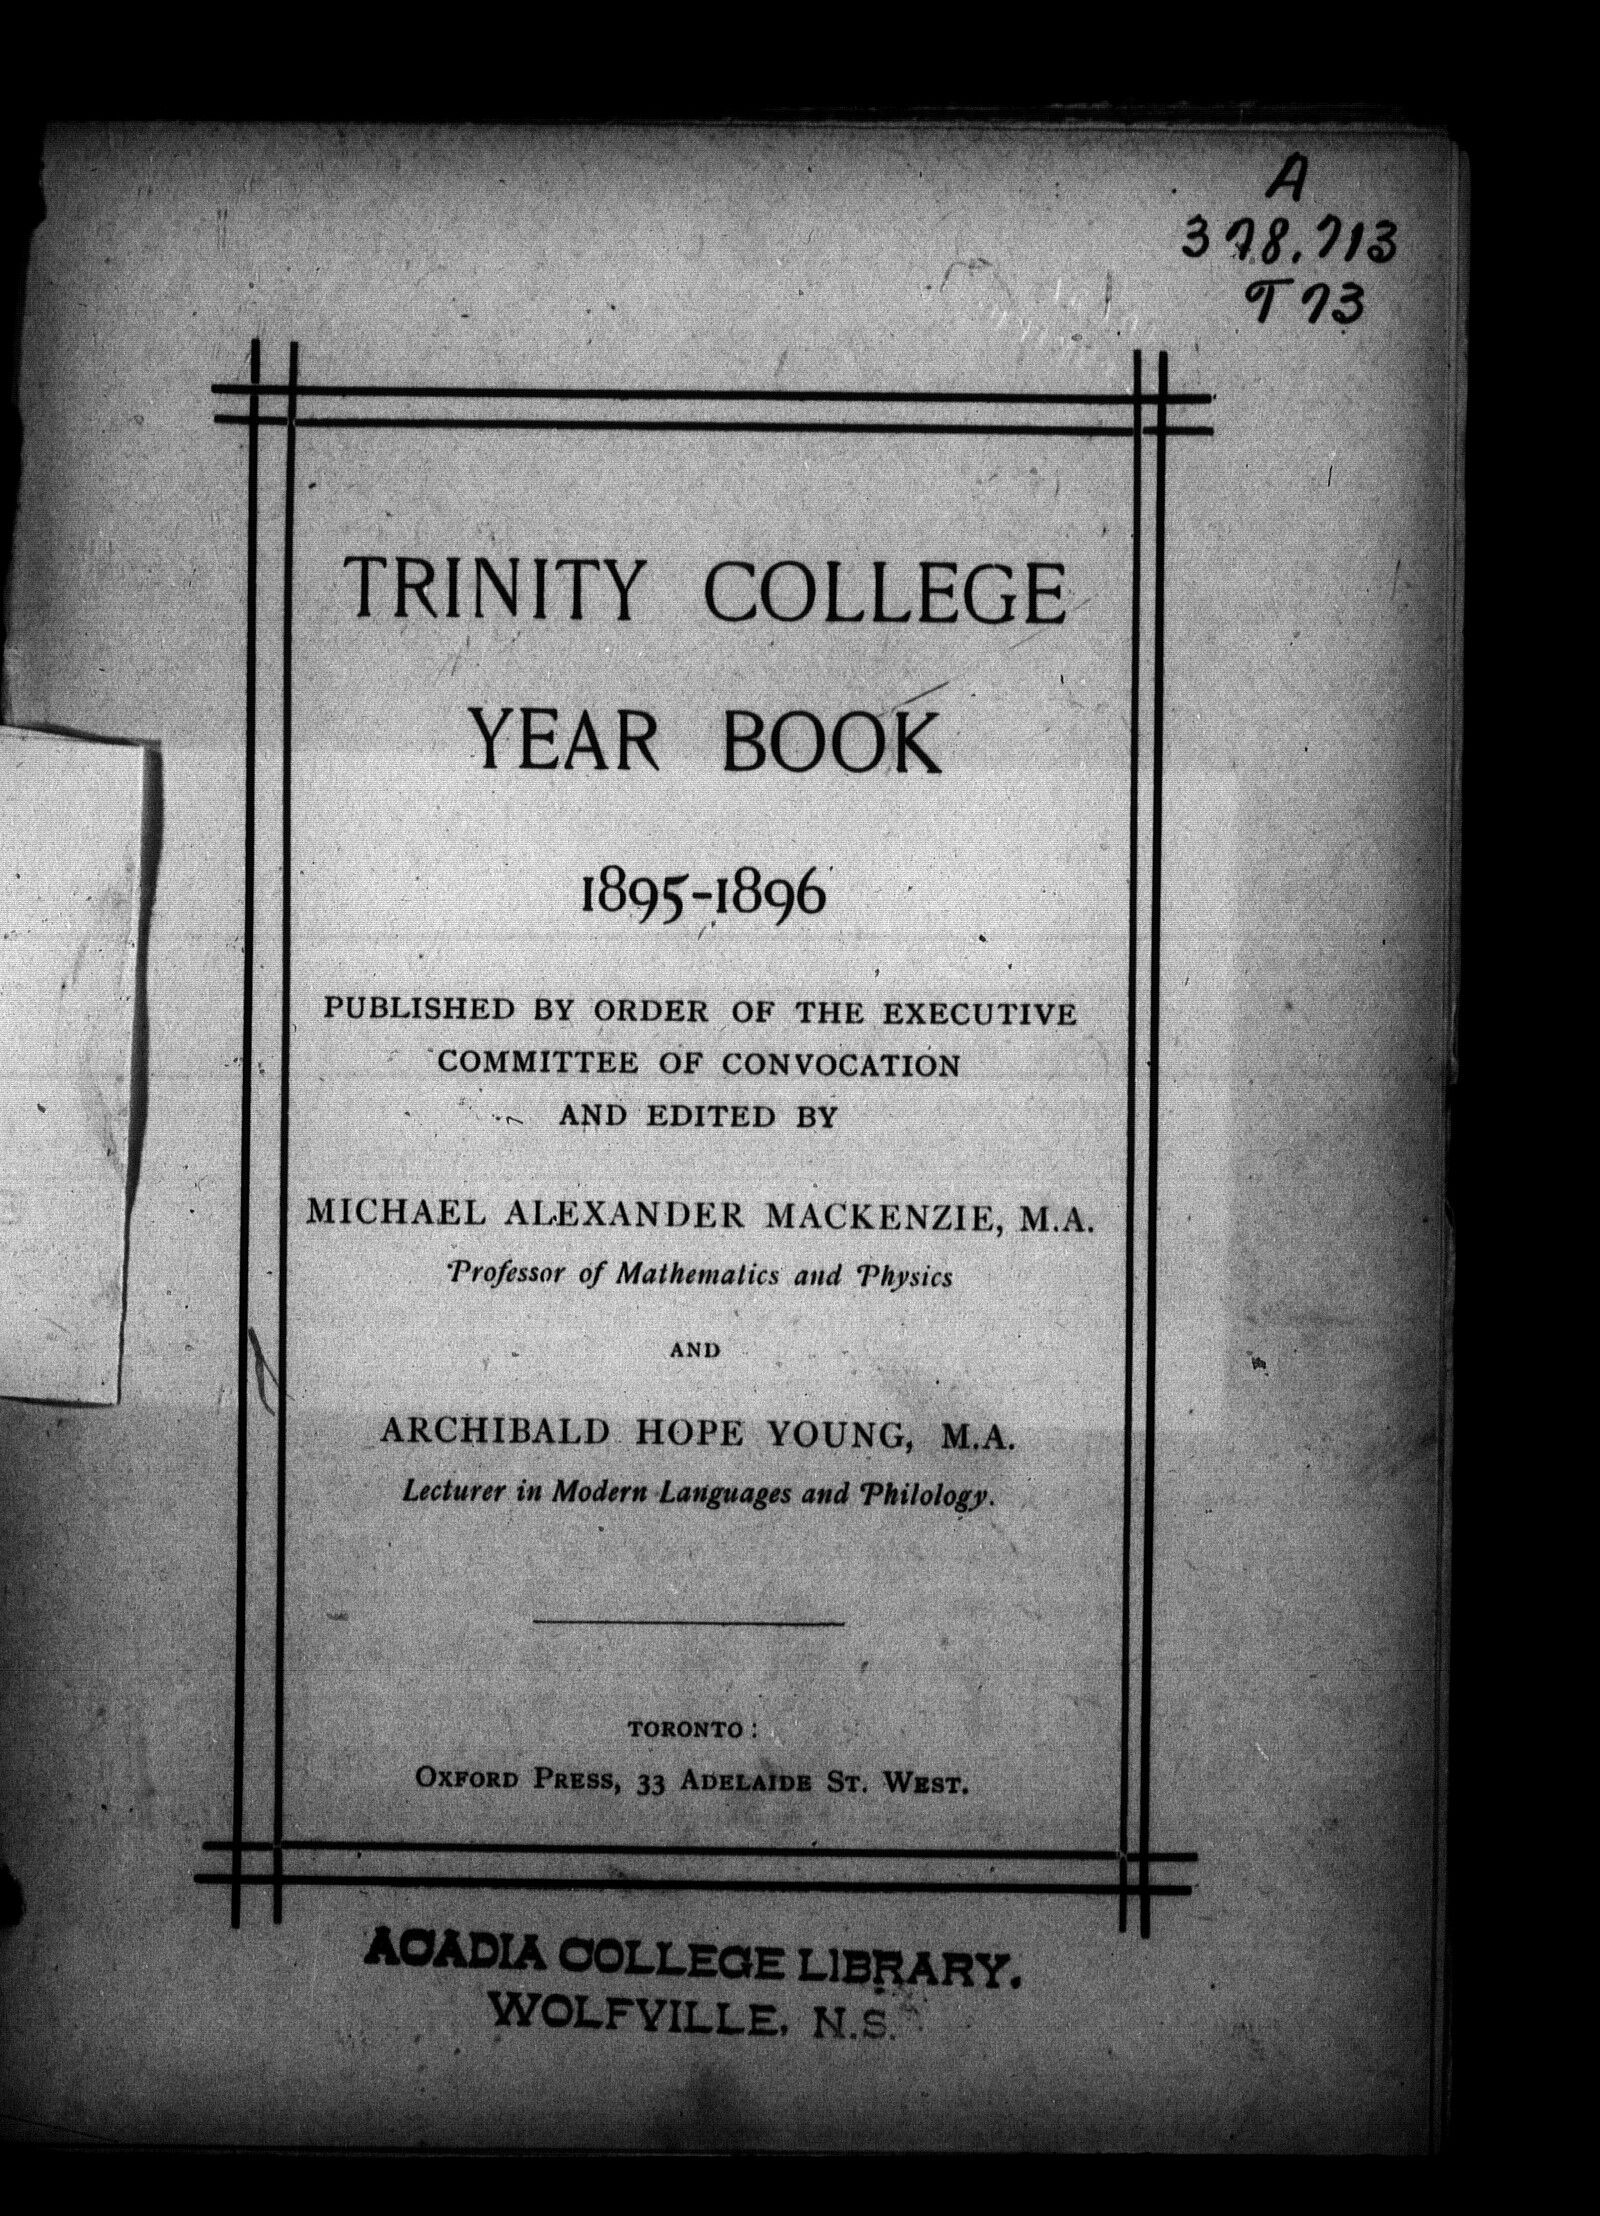 A
378.713
T73
TRINITY COLLEGE
YEAR BOOK
1895-1896
PUBLISHED BY ORDER OF THE EXECUTIVE
COMMITTEE OF CONVOCATION
AND EDITED BY
MICHAEL ALEXANDER MACKENZIE, M.A.
Professor of Mathematics and Physics
AND
ARCHIBALD HOPE YOUNG, M.A.
Lecturer in Modern Languages and Philology.
TORONTO:
OXFORD PRESS, 33 ADELAIDE ST. WEST.
ACADIA COLLEGE LIBRARY.
WOLFVILLE, N.S.